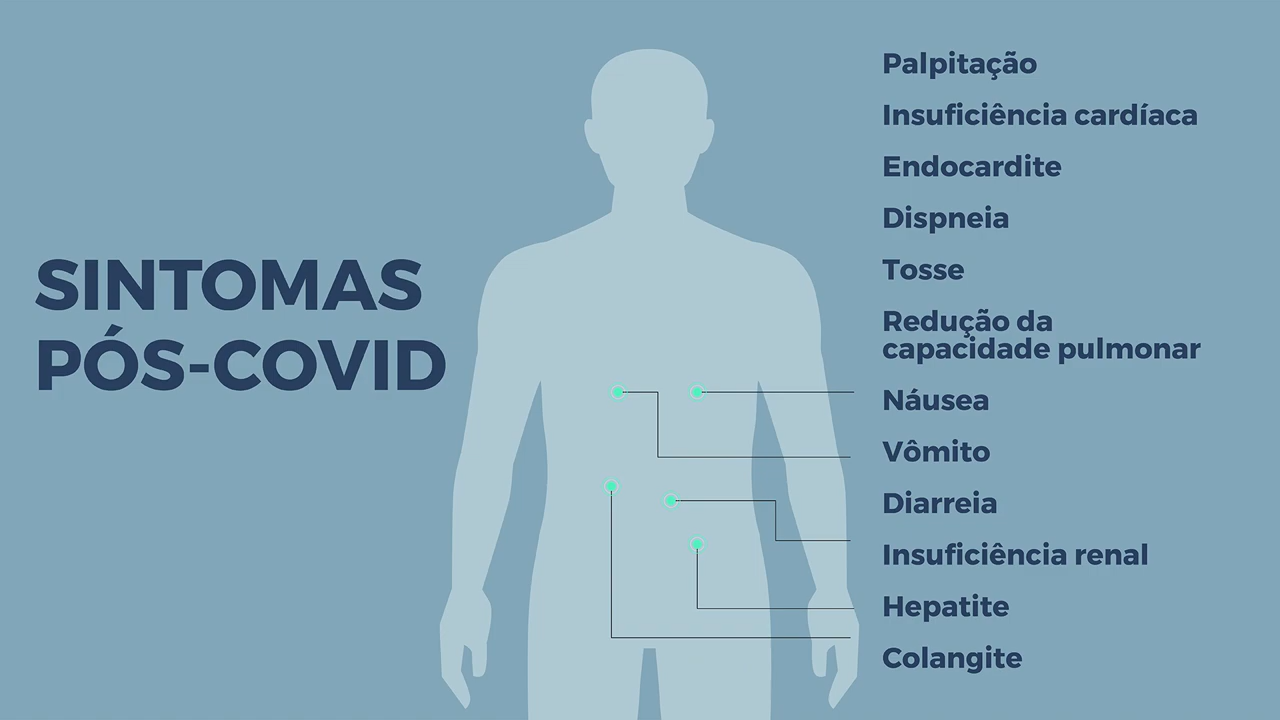 SINTOMAS
PÓS-COVID
Palpitação
Insuficiência cardíaca
Endocardite
Dispneia
Tosse
Redução da
capacidade pulmonar
Náusea
Vômito
Diarreia
Insuficiência renal
Hepatite
Colangite